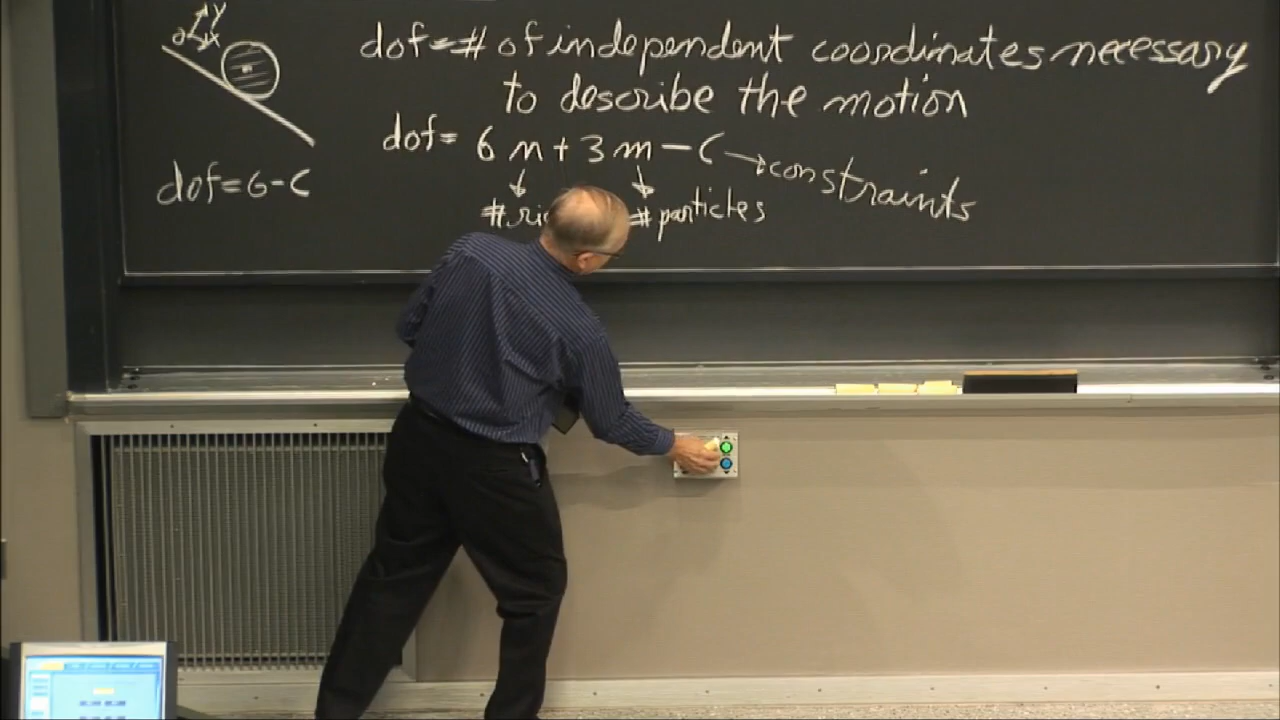 dof = # of independent coordinates necessary
to describe the motion
dof = 6 n + 3 m - C → constraints
# particles
O Y
X
dof = 6 - C